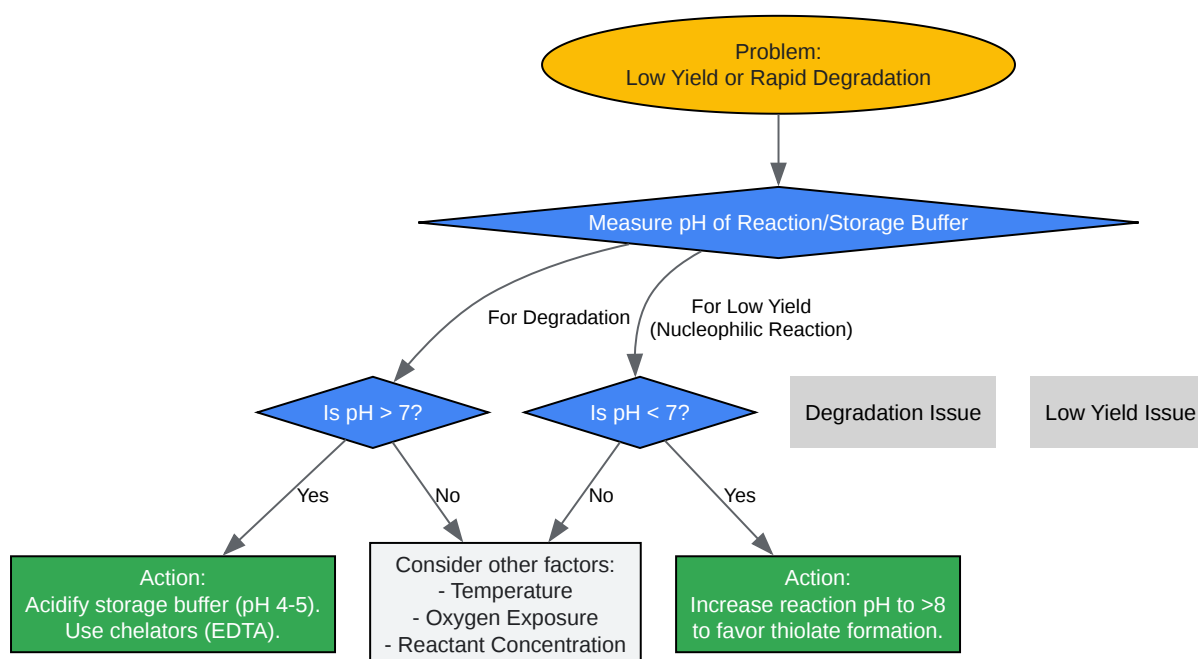 Problem:
Low Yield or Rapid Degradation
Measure pH of Reaction/Storage Buffer
For Degradation
For Low Yield
(Nucleophilic Reaction)
Is pH > 7?
Is pH < 7?
Degradation Issue
Low Yield Issue
Yes
No
No
Yes
Action:
Acidify storage buffer (pH 4-5).
Use chelators (EDTA).
Consider other factors:
- Temperature
- Oxygen Exposure
- Reactant Concentration
Action:
Increase reaction pH to >8
to favor thiolate formation.